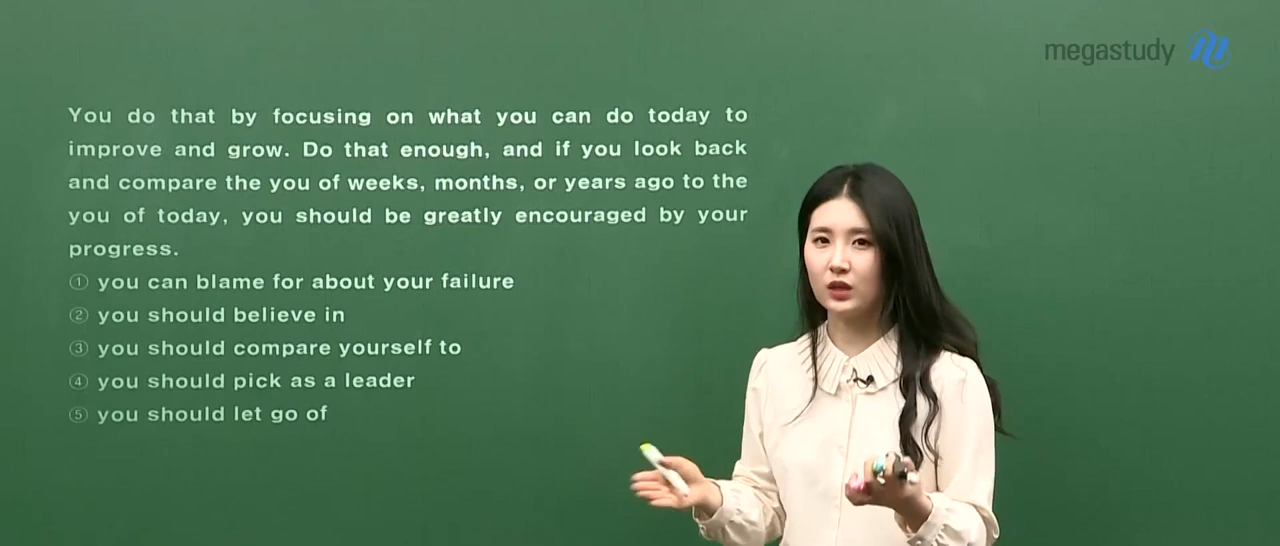 megastudy
You do that by focusing on what you can do today to
improve and grow. Do that enough, and if you look back
and compare the you of weeks, months, or years ago to the
you of today, you should be greatly encouraged by your
progress.
① you can blame for about your failure
② you should believe in
③ you should compare yourself to
④ you should pick as a leader
⑤ you should let go of